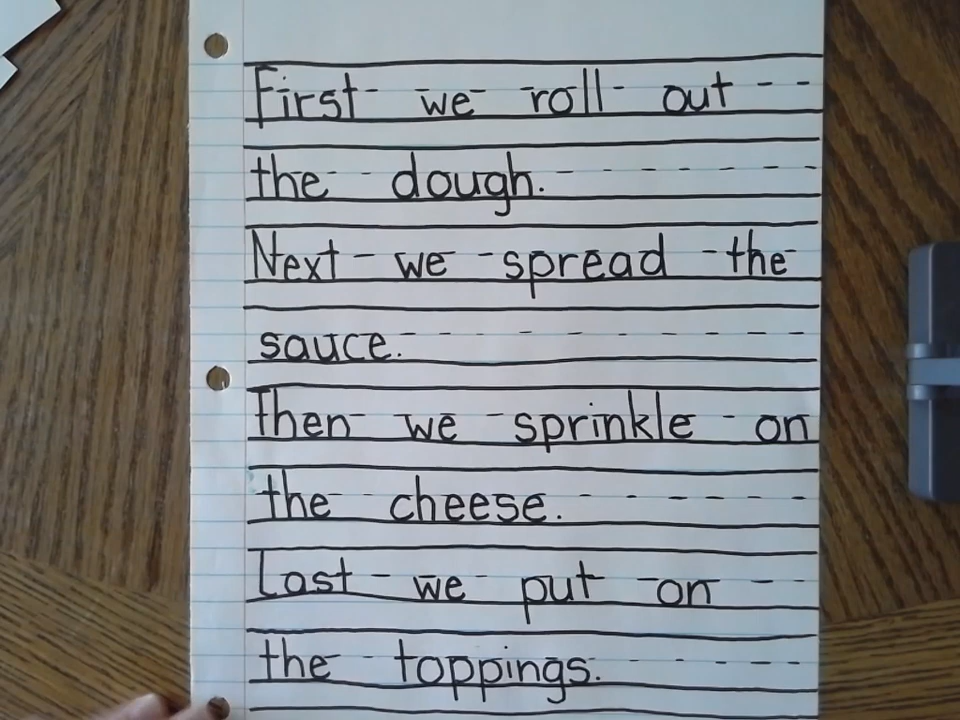 First we roll out
the dough.
Next we spread the
sauce.
Then we sprinkle on
the cheese.
Last we put on
the toppings.